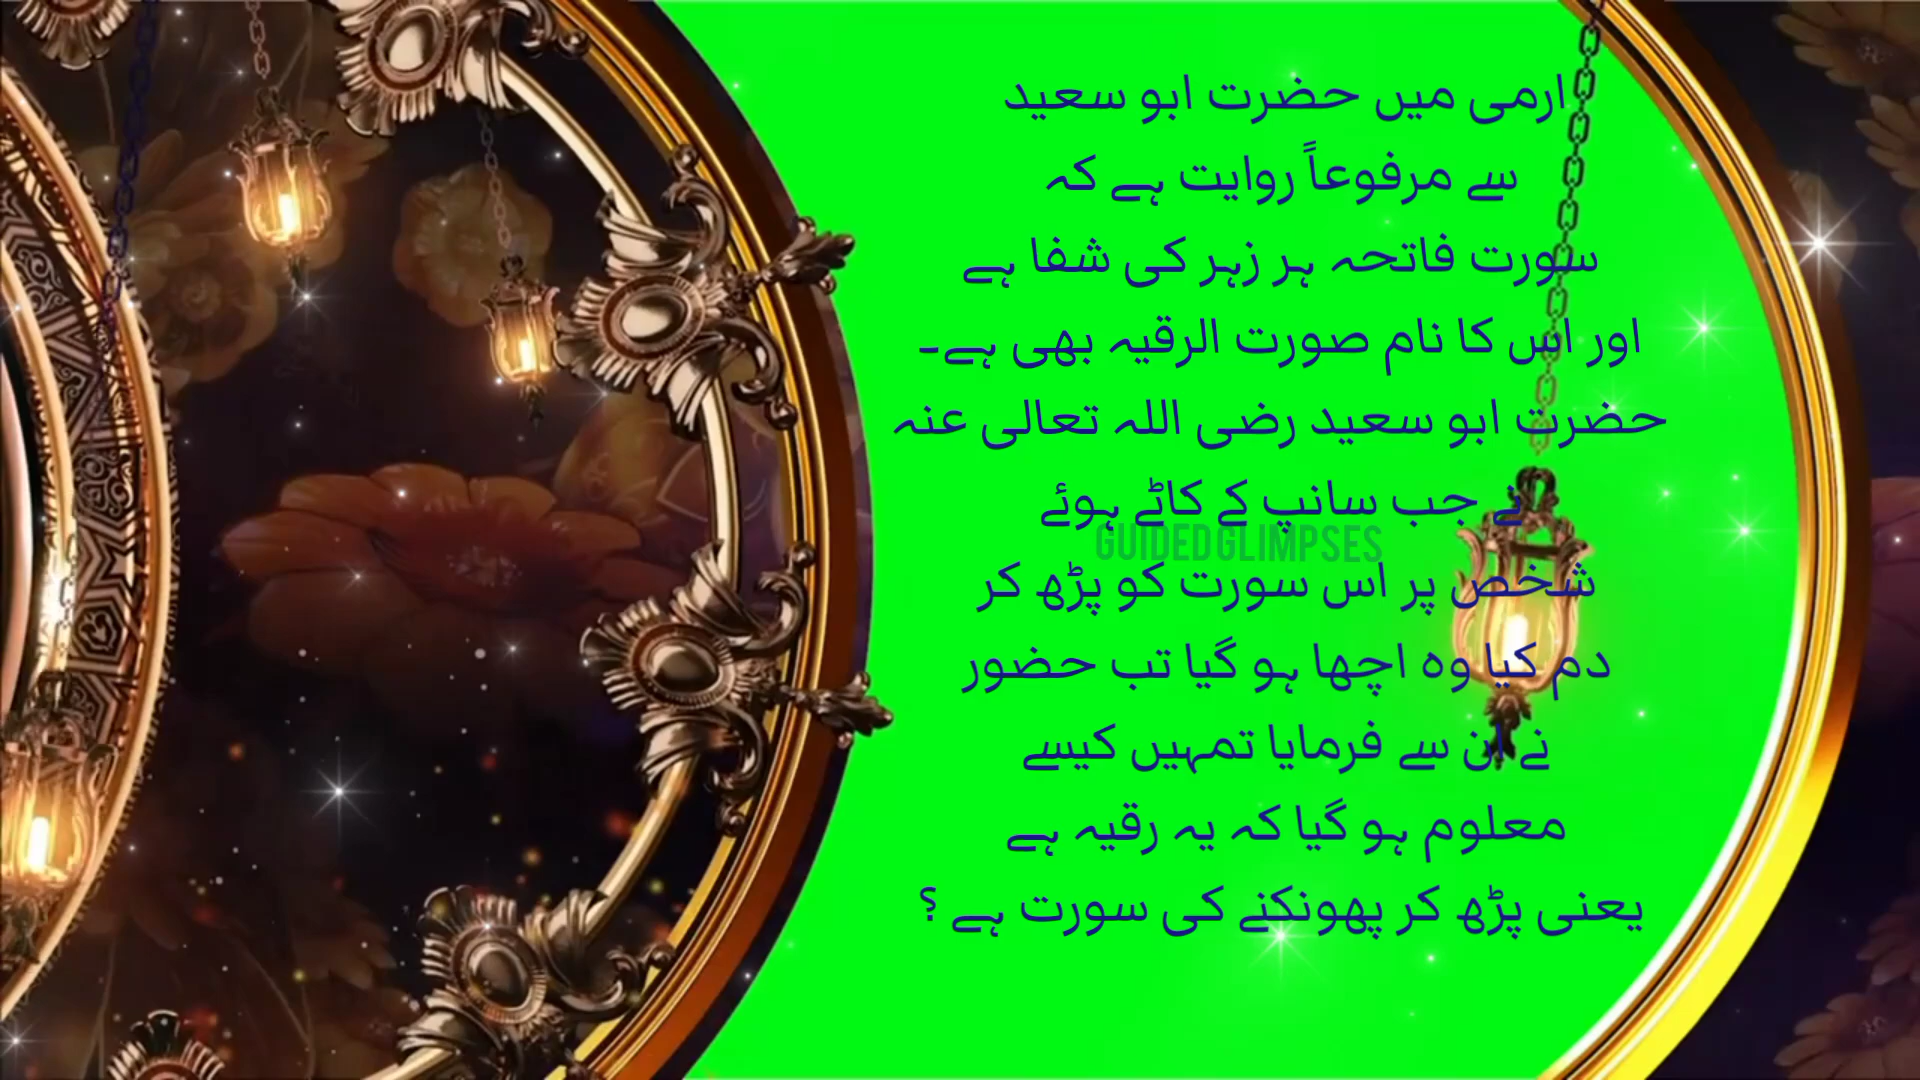 ارمی میں حضرت ابو سعید
سے مرفوعاً روایت ہے کہ
سورت فاتحہ ہر زہر کی شفا ہے
اور اس کا نام صورت الرقیہ بھی ہے۔
حضرت ابو سعید رضی اللہ تعالی عنہ
نے جب سانپ کے کاٹے ہوئے
GUIDED GLIMPSES
شخص پر اس سورت کو پڑھ کر
دم کیا وہ اچھا ہو گیا تب حضور
نے ان سے فرمایا تمہیں کیسے
معلوم ہو گیا کہ یہ رقیہ ہے
یعنی پڑھ کر پھونکنے کی سورت ہے ؟